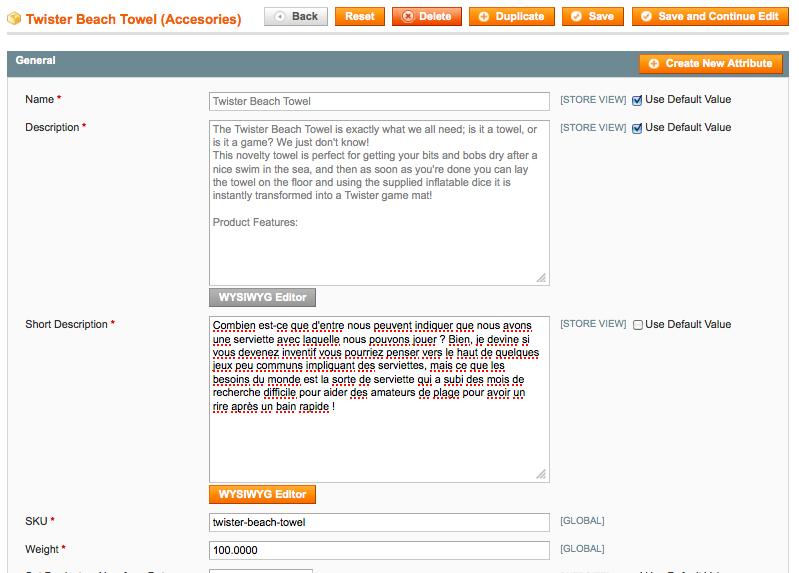 Twister Beach Towel (Accesories) Back Reset Delete Duplicate Save Save and Continue Edit
General Create New Attribute
Name * Twister Beach Towel [STORE VIEW] Use Default Value
Description * The Twister Beach Towel is exactly what we all need; is it a towel, or [STORE VIEW] Use Default Value
is it a game? We just don't know!
This novelty towel is perfect for getting your bits and bobs dry after a
nice swim in the sea, and then as soon as you're done you can lay
the towel on the floor and using the supplied inflatable dice it is
instantly transformed into a Twister game mat!
Product Features:
WYSIWYG Editor
Short Description * Combien est-ce que d'entre nous peuvent indiquer que nous avons [STORE VIEW] Use Default Value
une serviette avec laquelle nous pouvons jouer ? Bien, je devine si
vous devenez inventif vous pourriez penser vers le haut de quelques
jeux peu communs impliquant des serviettes, mais ce que les
besoins du monde est la sorte de serviette qui a subi des mois de
recherche difficile pour aider des amateurs de plage pour avoir un
rire après un bain rapide !
WYSIWYG Editor
SKU * twister-beach-towel [GLOBAL]
Weight * 100.0000 [GLOBAL]